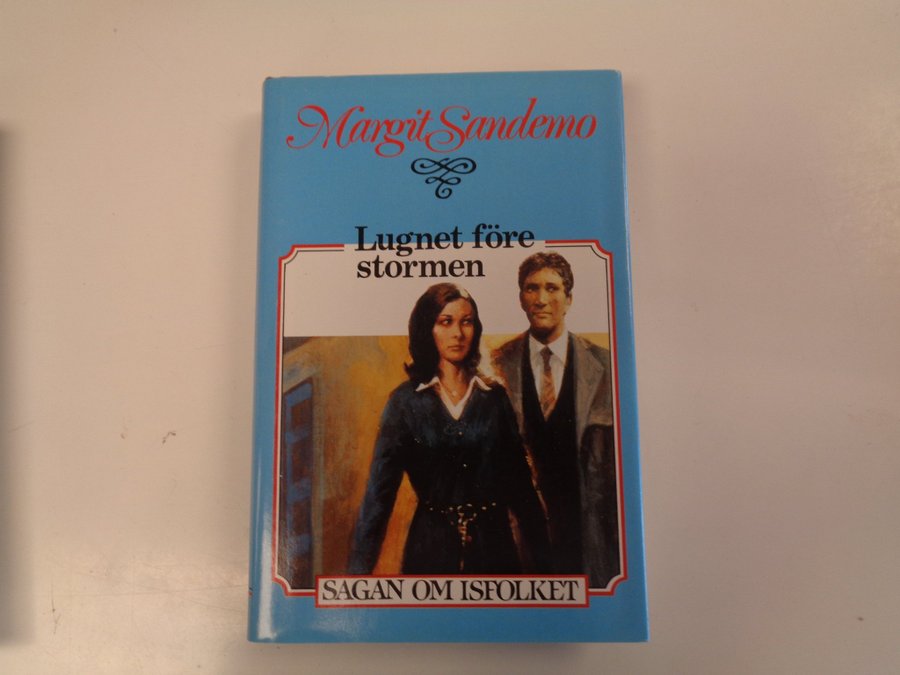 Margit Sandemo
Lugnet före
stormen
SAGAN OM ISFOLKET